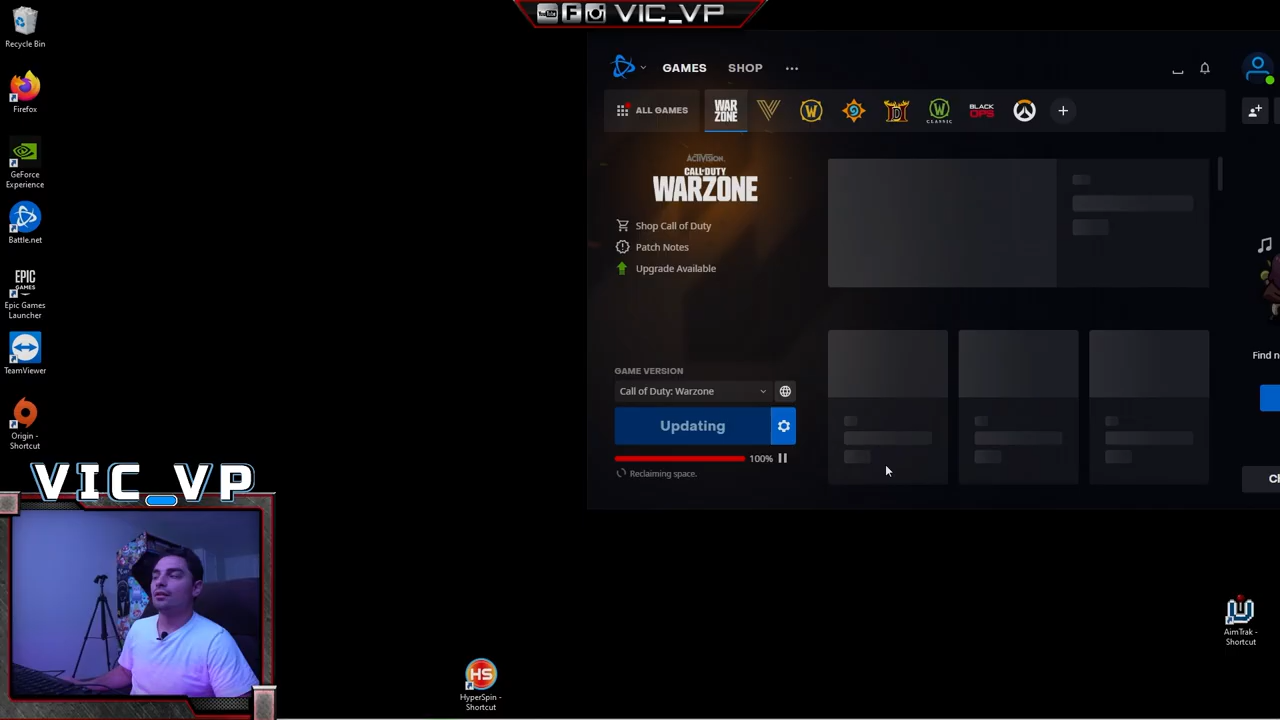 VIC_VP
Recycle Bin
Firefox
GeForce
Experience
Battle.net
EPIC
GAMES
Epic Games
Launcher
TeamViewer
Origin -
Shortcut
GAMES
SHOP
ALL GAMES
WAR
ZONE
CLASSIC
BLACK
OPS
ACTIVISION.
CALL OF DUTY
WARZONE
Shop Call of Duty
Patch Notes
Upgrade Available
GAME VERSION
Call of Duty: Warzone
Updating
100%
Reclaiming space.
Find n
VIC_VP
HS
HyperSpin -
Shortcut
AimTrak -
Shortcut